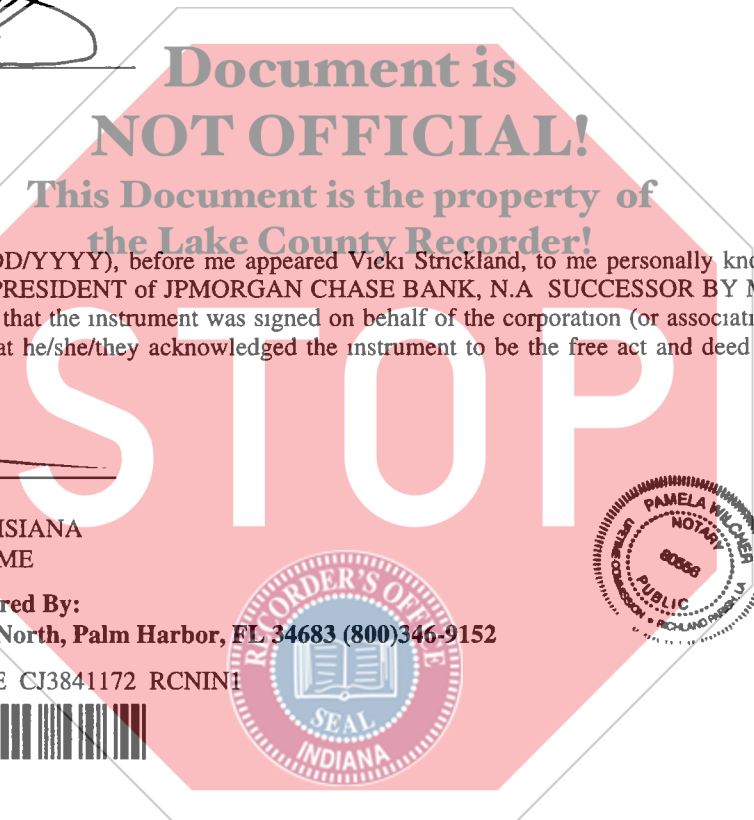 Document is
NOT OFFICIAL!
This Document is the property of
the Lake County Recorder!
DD/YYYY), before me appeared Vicki Strickland, to me personally kno
PRESIDENT of JPMORGAN CHASE BANK, N.A SUCCESSOR BY M
that the instrument was signed on behalf of the corporation (or associati
at he/she/they acknowledged the instrument to be the free act and deed
STOP
ISIANA
ME
PAMELA WILCHER
NOTARY
80556
PUBLIC
LIFETIME COMMISSION • RICHLAND PARISH, LA
red By:
North, Palm Harbor, FL 34683 (800)346-9152
E CJ3841172 RCNIN1
RECORDER'S OFFICE
SEAL
INDIANA